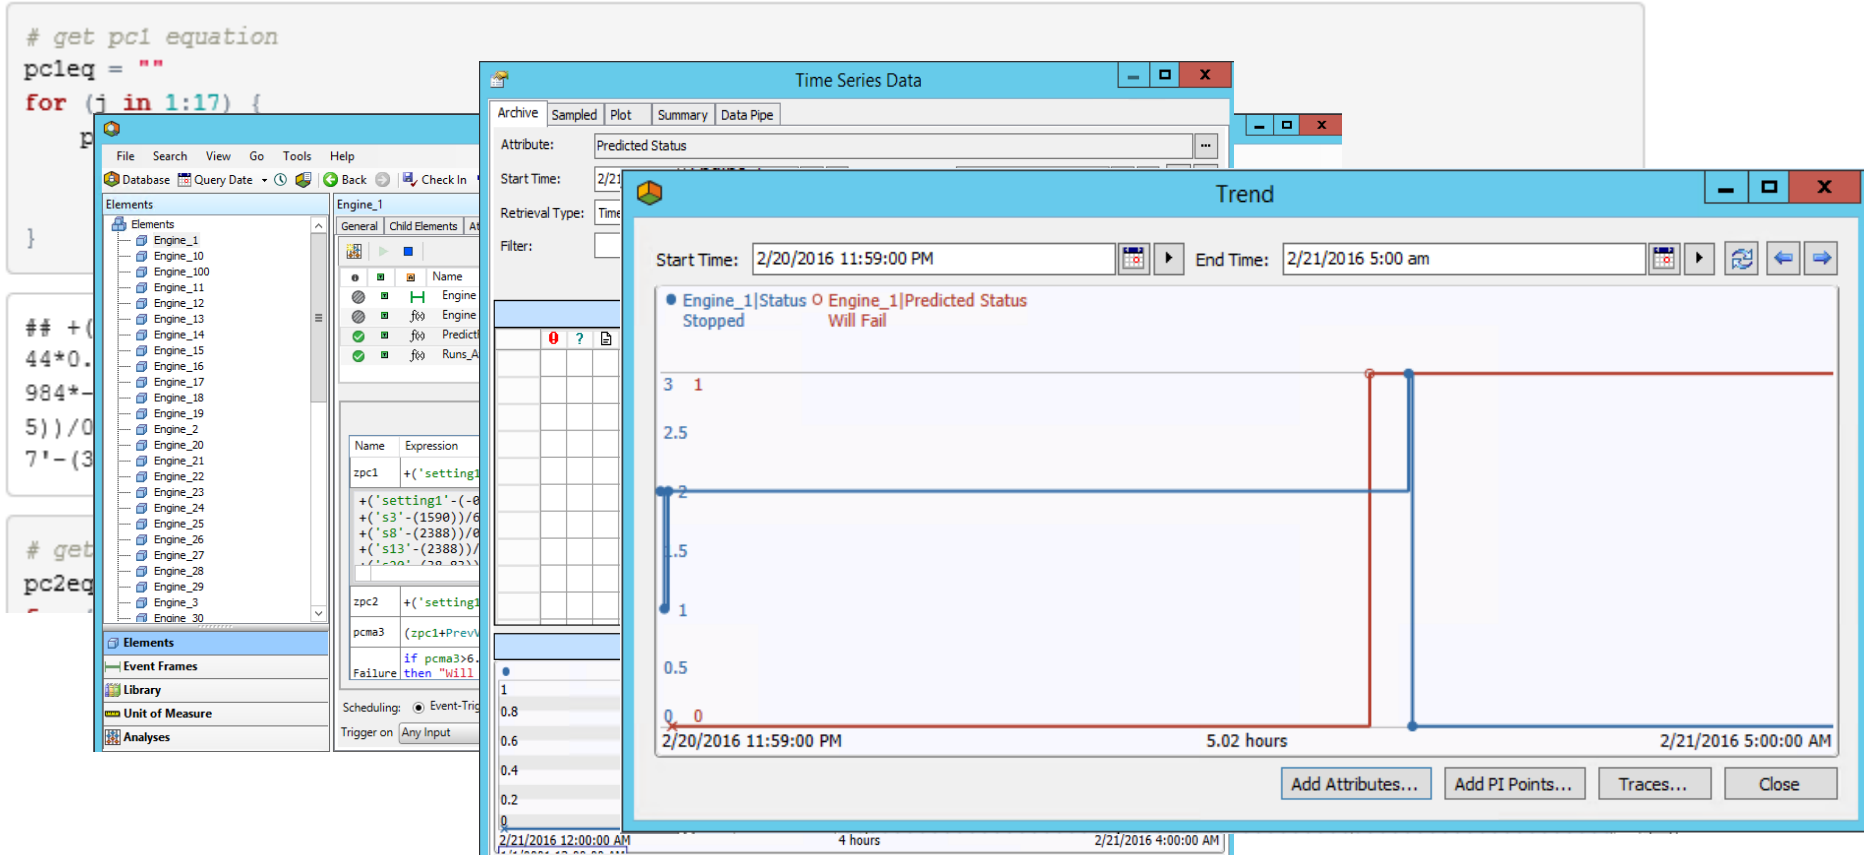 # get pc1 equation
pc1eq = ""
for (j in 1:17) {
p
}
## +(
44*0.
984*-
5))/0
7'-(3
# get
pc2eq
File Search View Go Tools Help
Database Query Date Back Check In
Elements
Elements
Engine_1
Engine_10
Engine_100
Engine_11
Engine_12
Engine_13
Engine_14
Engine_15
Engine_16
Engine_17
Engine_18
Engine_19
Engine_2
Engine_20
Engine_21
Engine_22
Engine_23
Engine_24
Engine_25
Engine_26
Engine_27
Engine_28
Engine_29
Engine_3
Engine_30
Elements
Event Frames
Library
Unit of Measure
Analyses
Engine_1
General Child Elements At
Name
Engine
f(x) Engine
f(x) Predict
f(x) Runs_A
Name Expression
zpc1 +('setting1
+('setting1'-(-0
+('s3'-(1590))/6
+('s8'-(2388))/0
+('s13'-(2388))/
zpc2 +('setting1
pcma3 (zpc1+PrevV
if pcma3>6.
Failure then "Will
Scheduling: Event-Trig
Trigger on Any Input
Time Series Data
Archive Sampled Plot Summary Data Pipe
Attribute: Predicted Status ...
Start Time: 2/21
Retrieval Type: Time
Filter:
1
0.8
0.6
0.4
0.2
0
2/21/2016 12:00:00 AM 4 hours 2/21/2016 4:00:00 AM
Trend
Start Time: 2/20/2016 11:59:00 PM End Time: 2/21/2016 5:00 am
Engine_1|Status Engine_1|Predicted Status
Stopped Will Fail
3 1
2.5
2
1.5
1
0.5
0 0
2/20/2016 11:59:00 PM 5.02 hours 2/21/2016 5:00:00 AM
Add Attributes... Add PI Points... Traces... Close